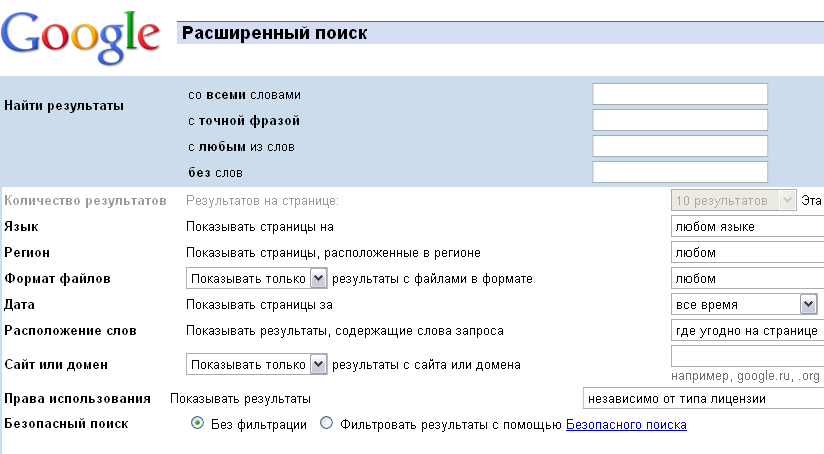 Google Расширенный поиск
Найти результаты
со всеми словами
с точной фразой
с любым из слов
без слов
Количество результатов Результатов на странице: 10 результатов Эта
Язык Показывать страницы на любом языке
Регион Показывать страницы, расположенные в регионе любом
Формат файлов Показывать только результаты с файлами в формате любом
Дата Показывать страницы за все время
Расположение слов Показывать результаты, содержащие слова запроса где угодно на странице
Сайт или домен Показывать только результаты с сайта или домена
например, google.ru, .org
Права использования Показывать результаты независимо от типа лицензии
Безопасный поиск Без фильтрации Фильтровать результаты с помощью Безопасного поиска